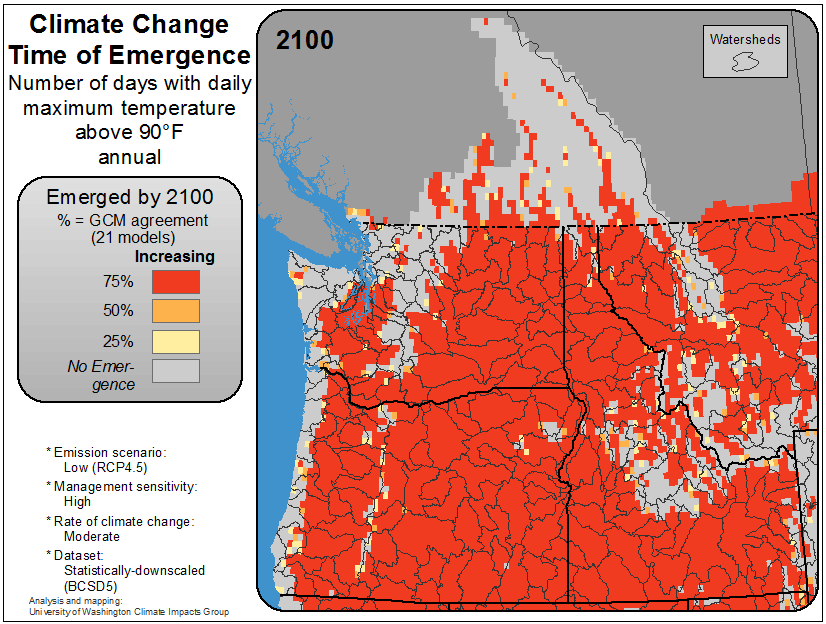 Climate Change
Time of Emergence
Number of days with daily
maximum temperature
above 90°F
annual
Emerged by 2100
% = GCM agreement
(21 models)
Increasing
75%
50%
25%
No Emer-
gence
* Emission scenario:
Low (RCP4.5)
* Management sensitivity:
High
* Rate of climate change:
Moderate
* Dataset:
Statistically-downscaled
(BCSD5)
Analysis and mapping:
University of Washington Climate Impacts Group
2100
Watersheds